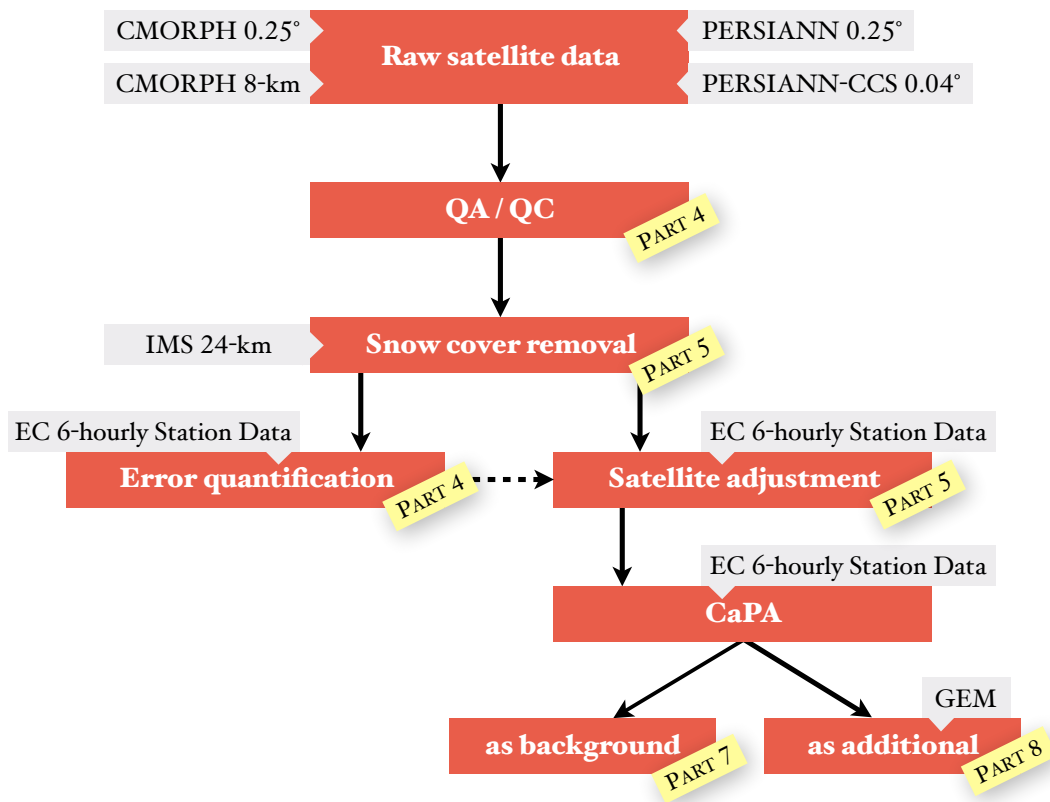 CMORPH 0.25°
Raw satellite data
PERSIANN 0.25°
CMORPH 8-km
PERSIANN-CCS 0.04°
QA / QC
PART 4
IMS 24-km
Snow cover removal
PART 5
EC 6-hourly Station Data
EC 6-hourly Station Data
Error quantification
PART 4
Satellite adjustment
PART 5
EC 6-hourly Station Data
CaPA
GEM
as background
PART 7
as additional
PART 8